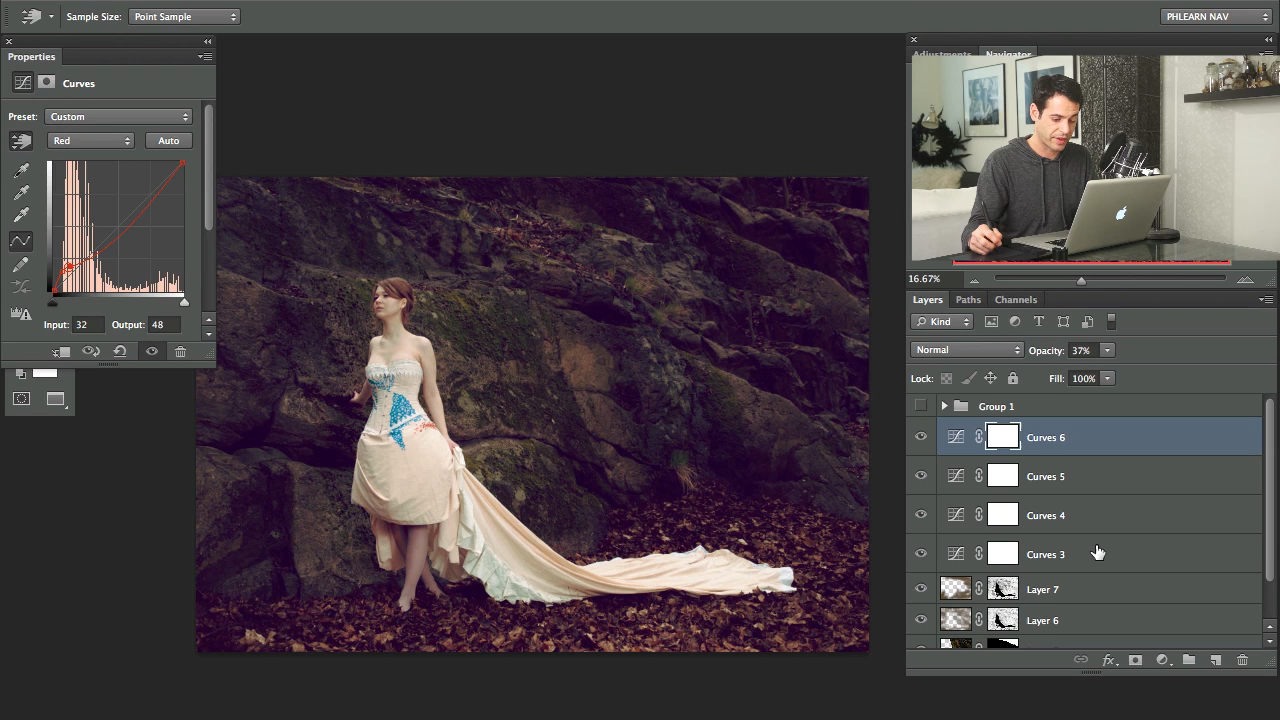 Sample Size: Point Sample
PHLEARN NAV
Properties
Adjustments Navigator
Curves
Preset: Custom
Red Auto
Input: 32 Output: 48
16.67%
Layers Paths Channels
Kind
Normal Opacity: 37%
Lock: Fill: 100%
Group 1
Curves 6
Curves 5
Curves 4
Curves 3
Layer 7
Layer 6